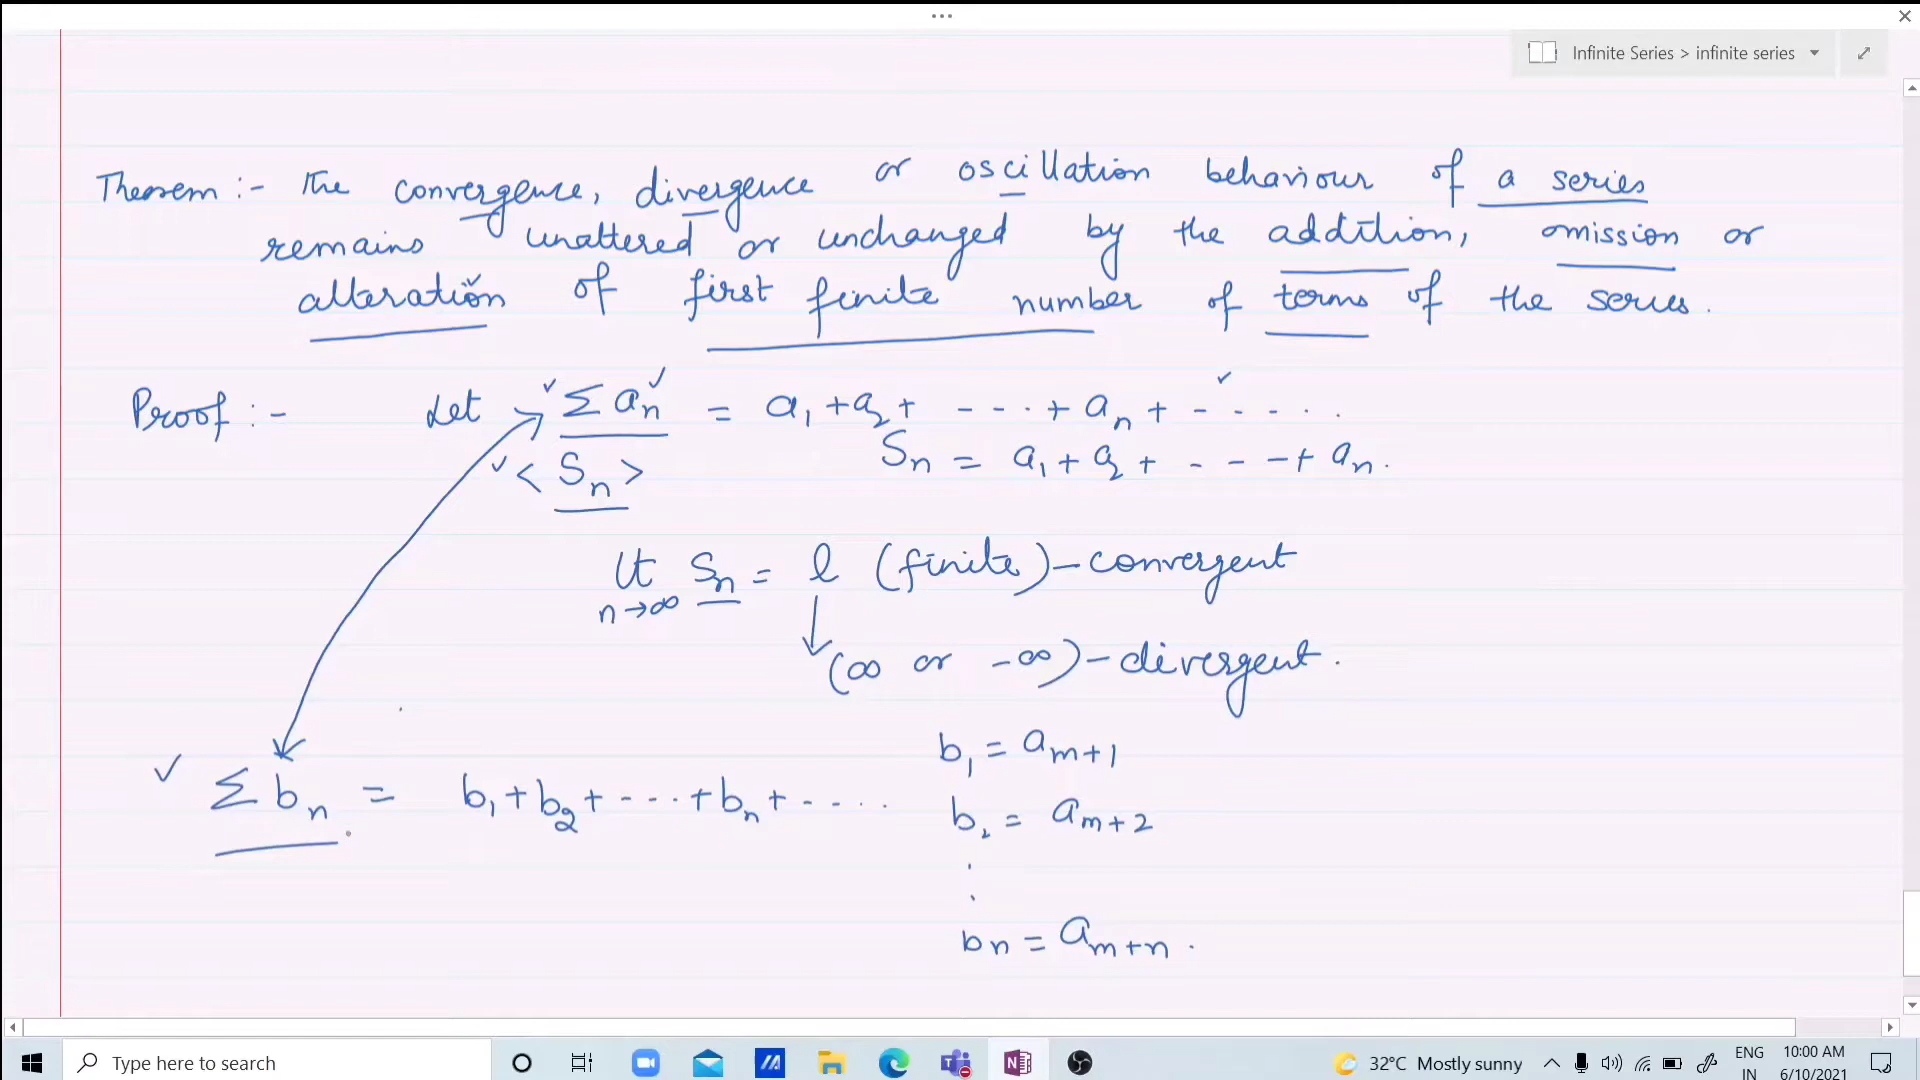 Infinite Series > infinite series
Theorem :- the convergence, divergence or oscillation behaviour of a series
remains unaltered or unchanged by the addition, omission or
alteration of first finite number of terms of the series.
Proof :- Let Σ aₙ = a₁ + a₂ + - - - . . + aₙ + - - . . . .
< Sₙ > Sₙ = a₁ + a₂ + - - - + aₙ.
lt Sₙ = l (finite) - convergent
n→∞
(∞ or -∞) - divergent.
b₁ = aₘ₊₁
Σ bₙ = b₁ + b₂ + - - - . . + bₙ + - - . . .
b₂ = aₘ₊₂
.
.
bₙ = aₘ₊ₙ .
Type here to search
32°C Mostly sunny
ENG
IN
10:00 AM
6/10/2021